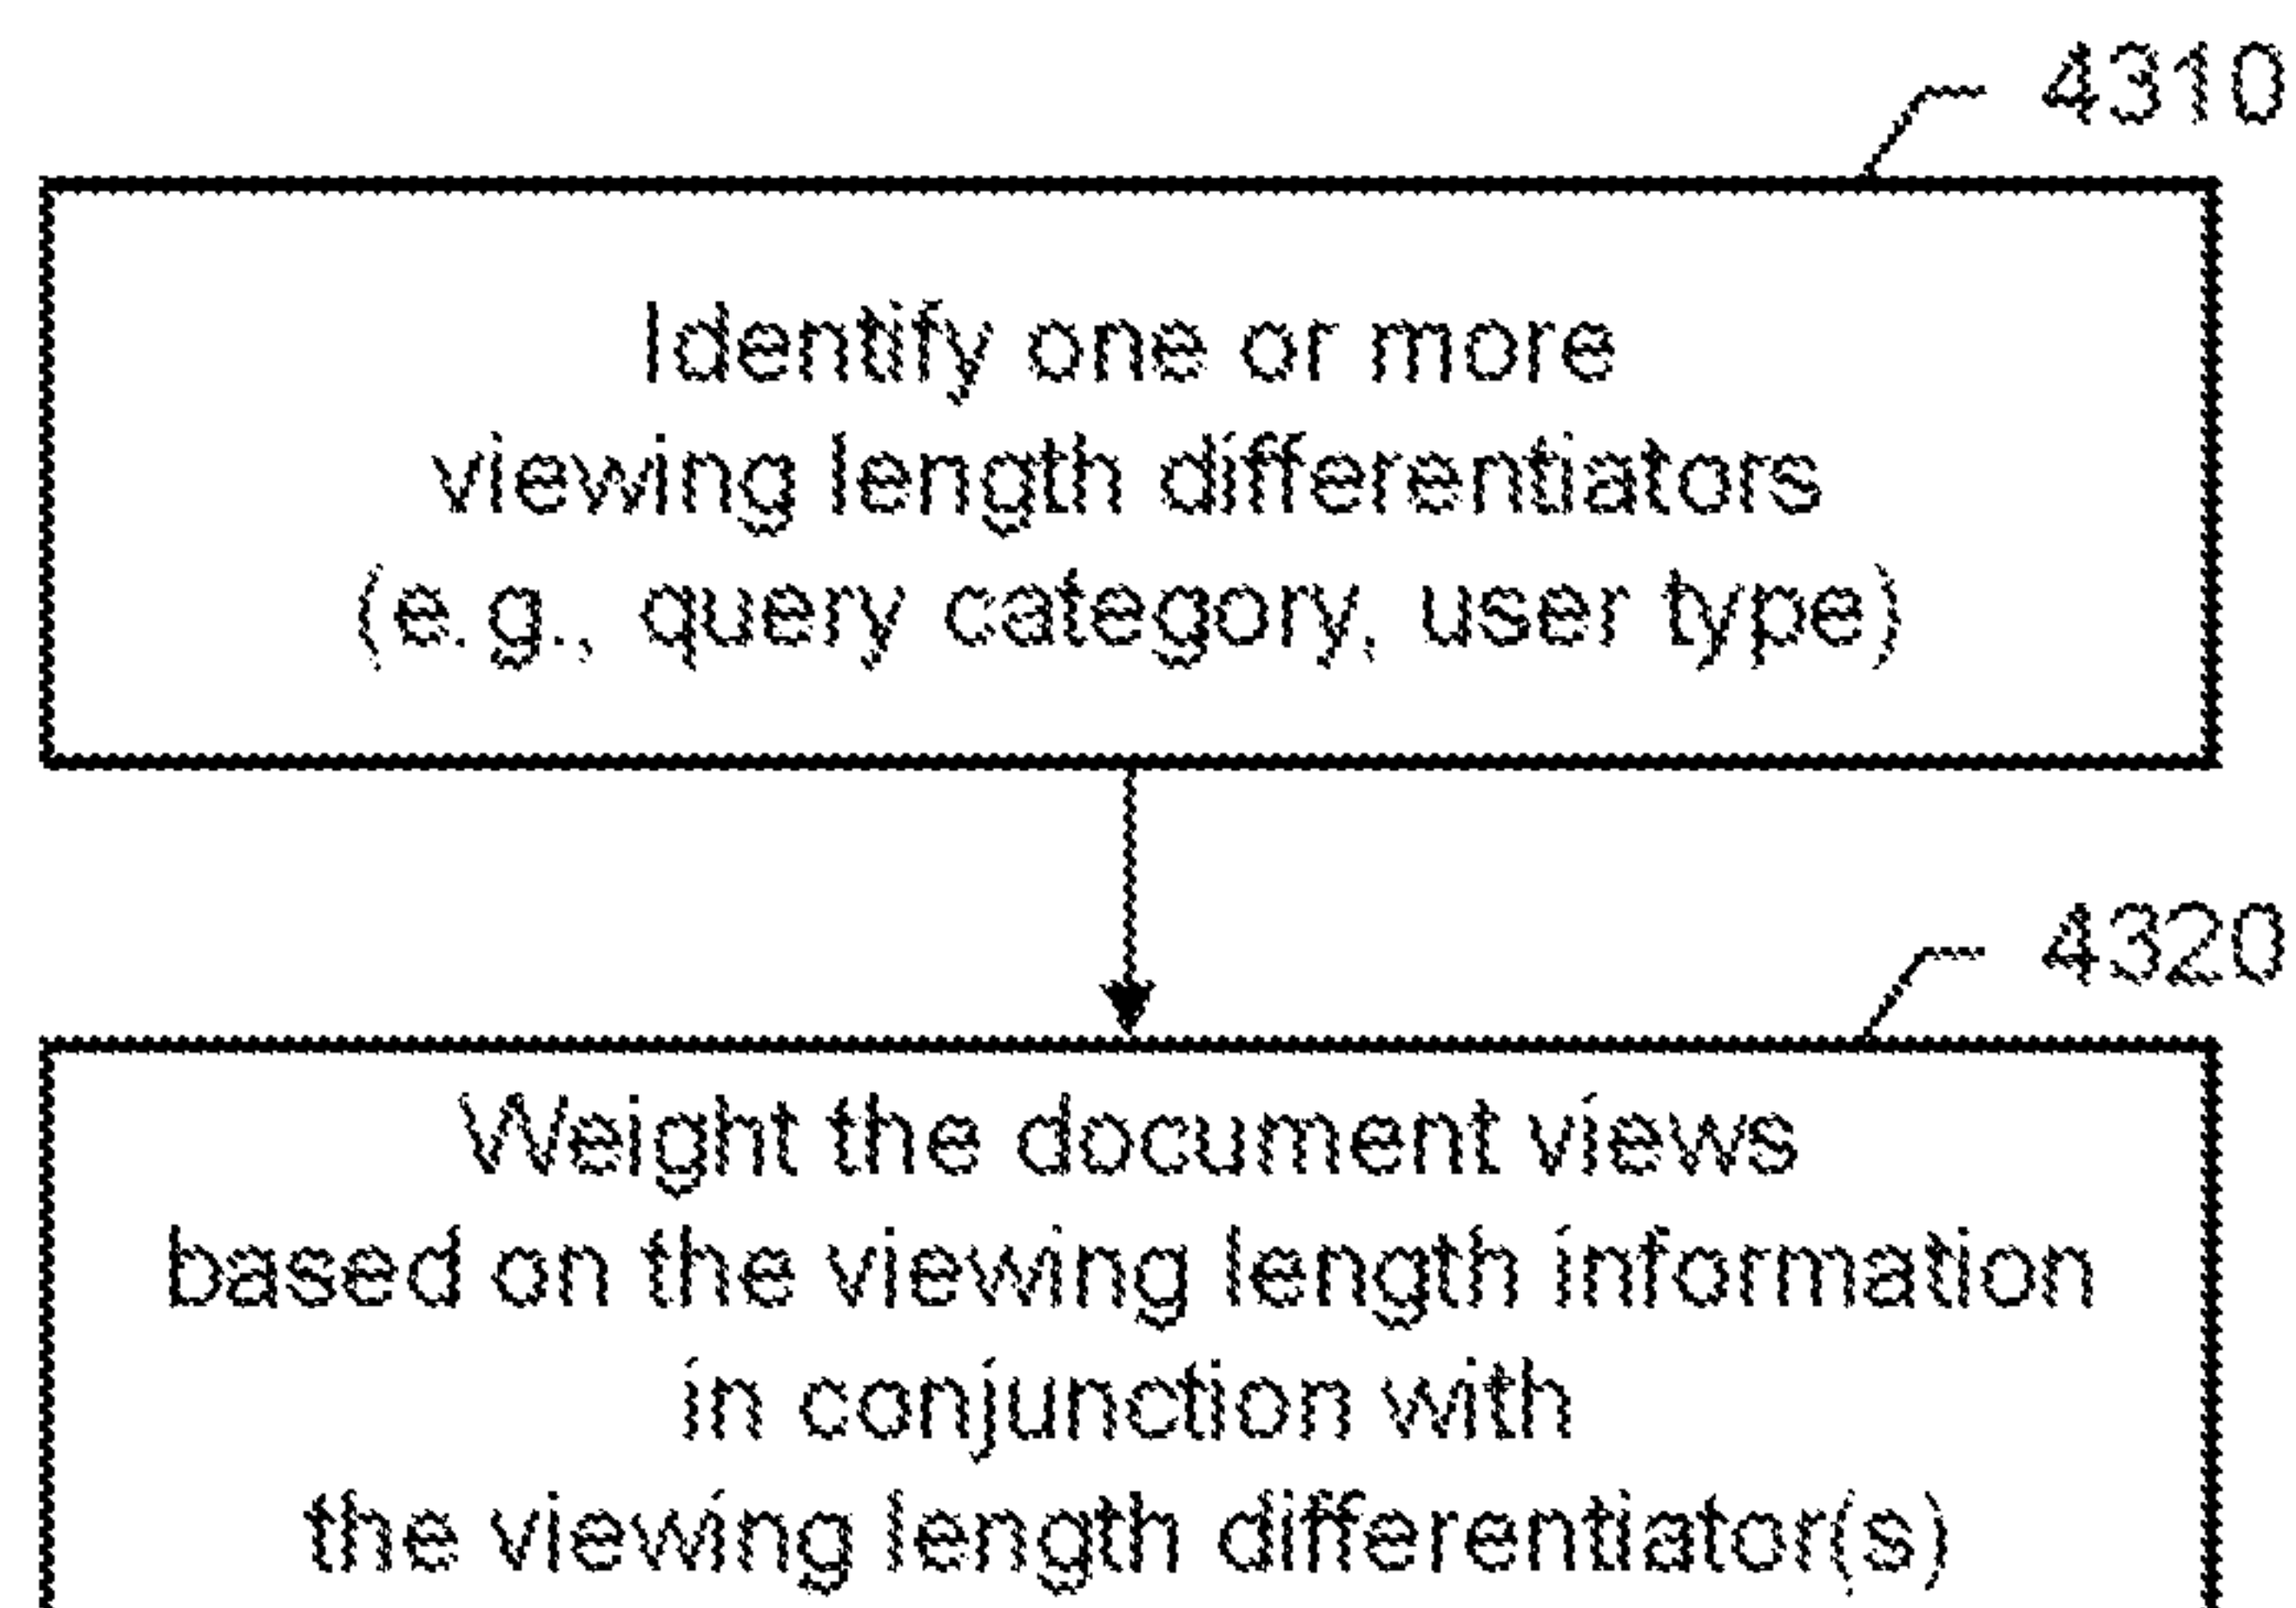 4310
Identify one or more
viewing length differentiators
(e.g., query category, user type)
4320
Weight the document views
based on the viewing length information
in conjunction with
the viewing length differentiator(s)